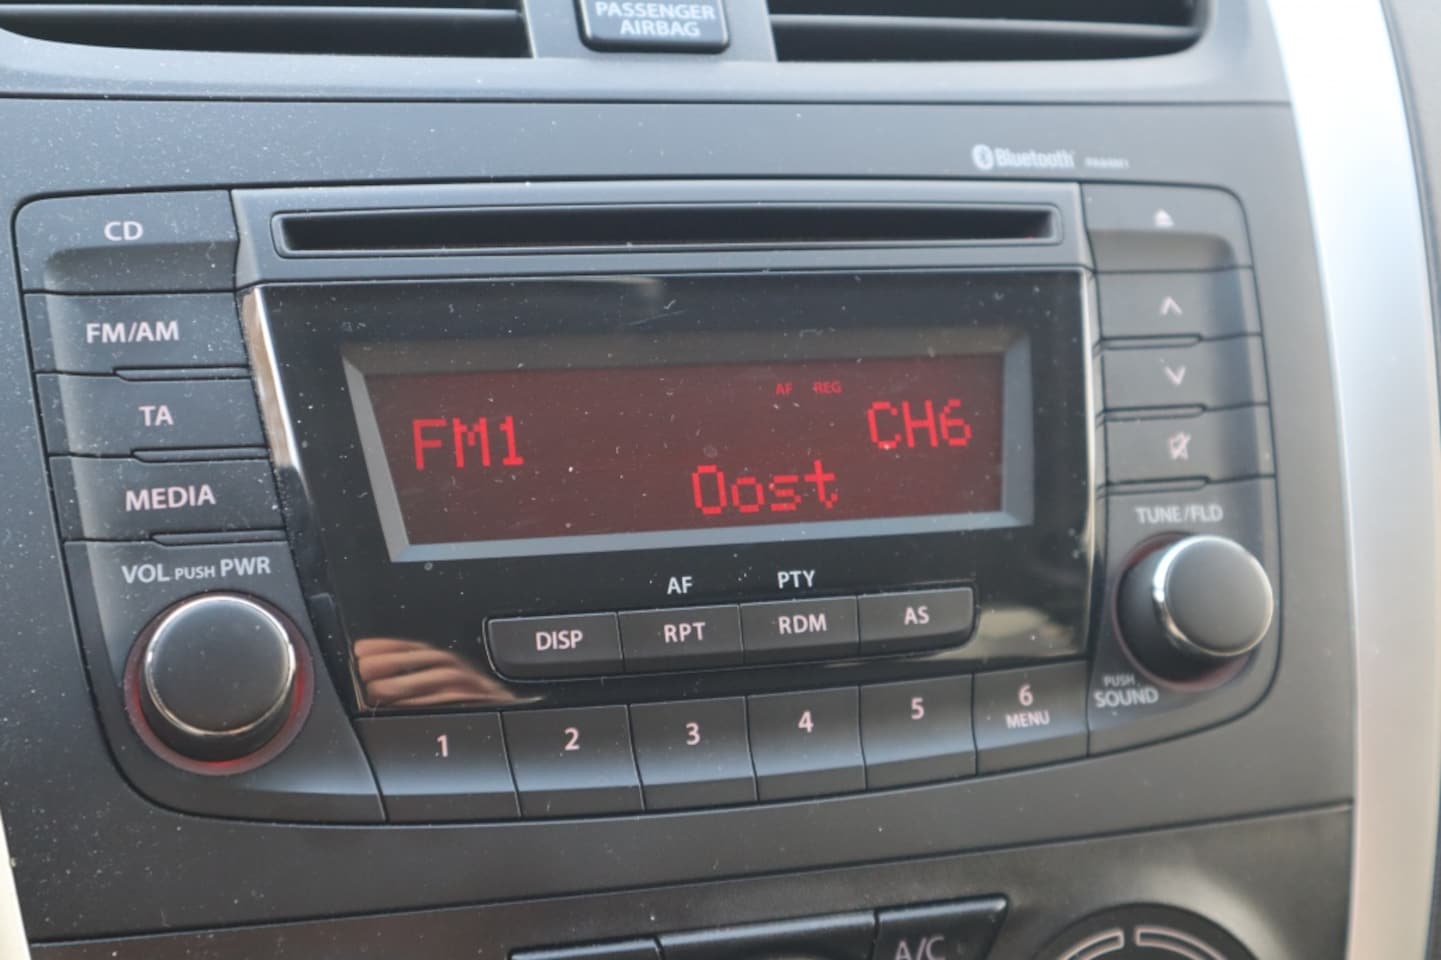 PASSENGER
AIRBAG
Bluetooth
CD
FM/AM
TA
MEDIA
VOL PUSH PWR
AF REG
FM1 CH6
Oost
AF PTY
DISP RPT RDM AS
1 2 3 4 5 6
MENU
TUNE/FLD
PUSH
SOUND
A/C